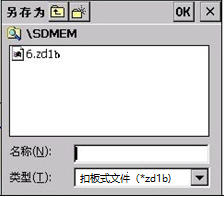 另存为 OK ×
\SDMEM
6.zd1b
名称(N):
类型(T): 扣板式文件 (*zd1b)